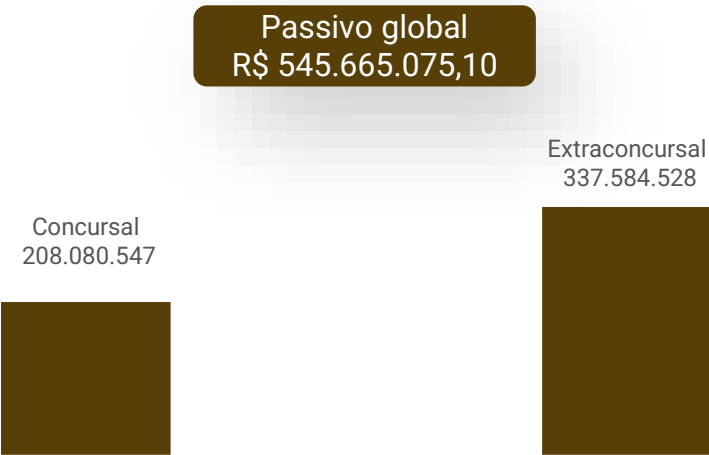 Passivo global
R$ 545.665.075,10
Extraconcursal
337.584.528
Concursal
208.080.547